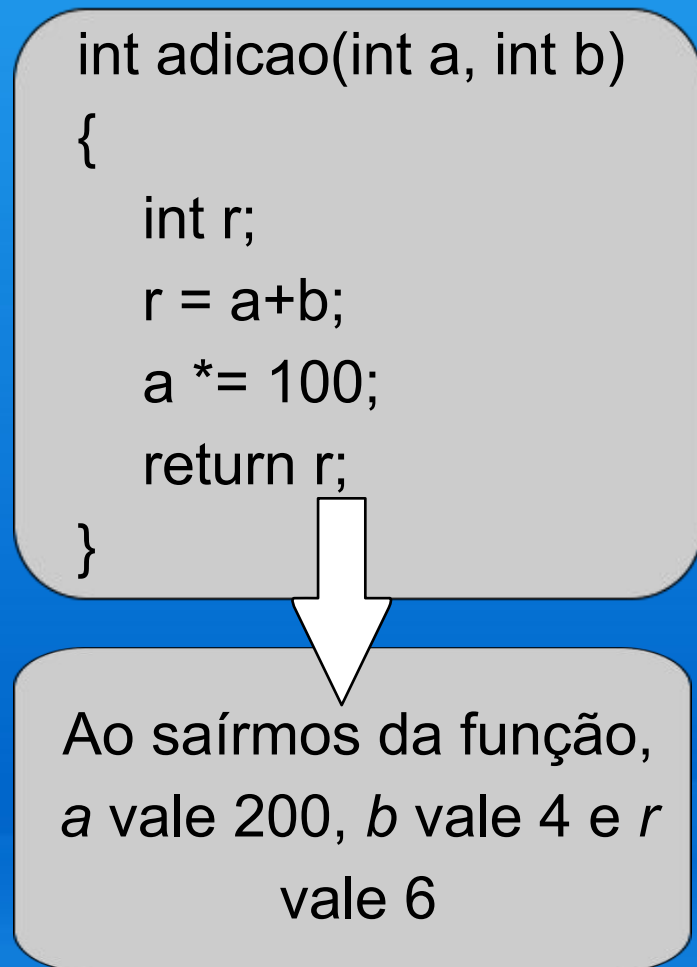 int adicao(int a, int b)
{
int r;
r = a+b;
a *= 100;
return r;
}
Ao saírmos da função,
a vale 200, b vale 4 e r
vale 6